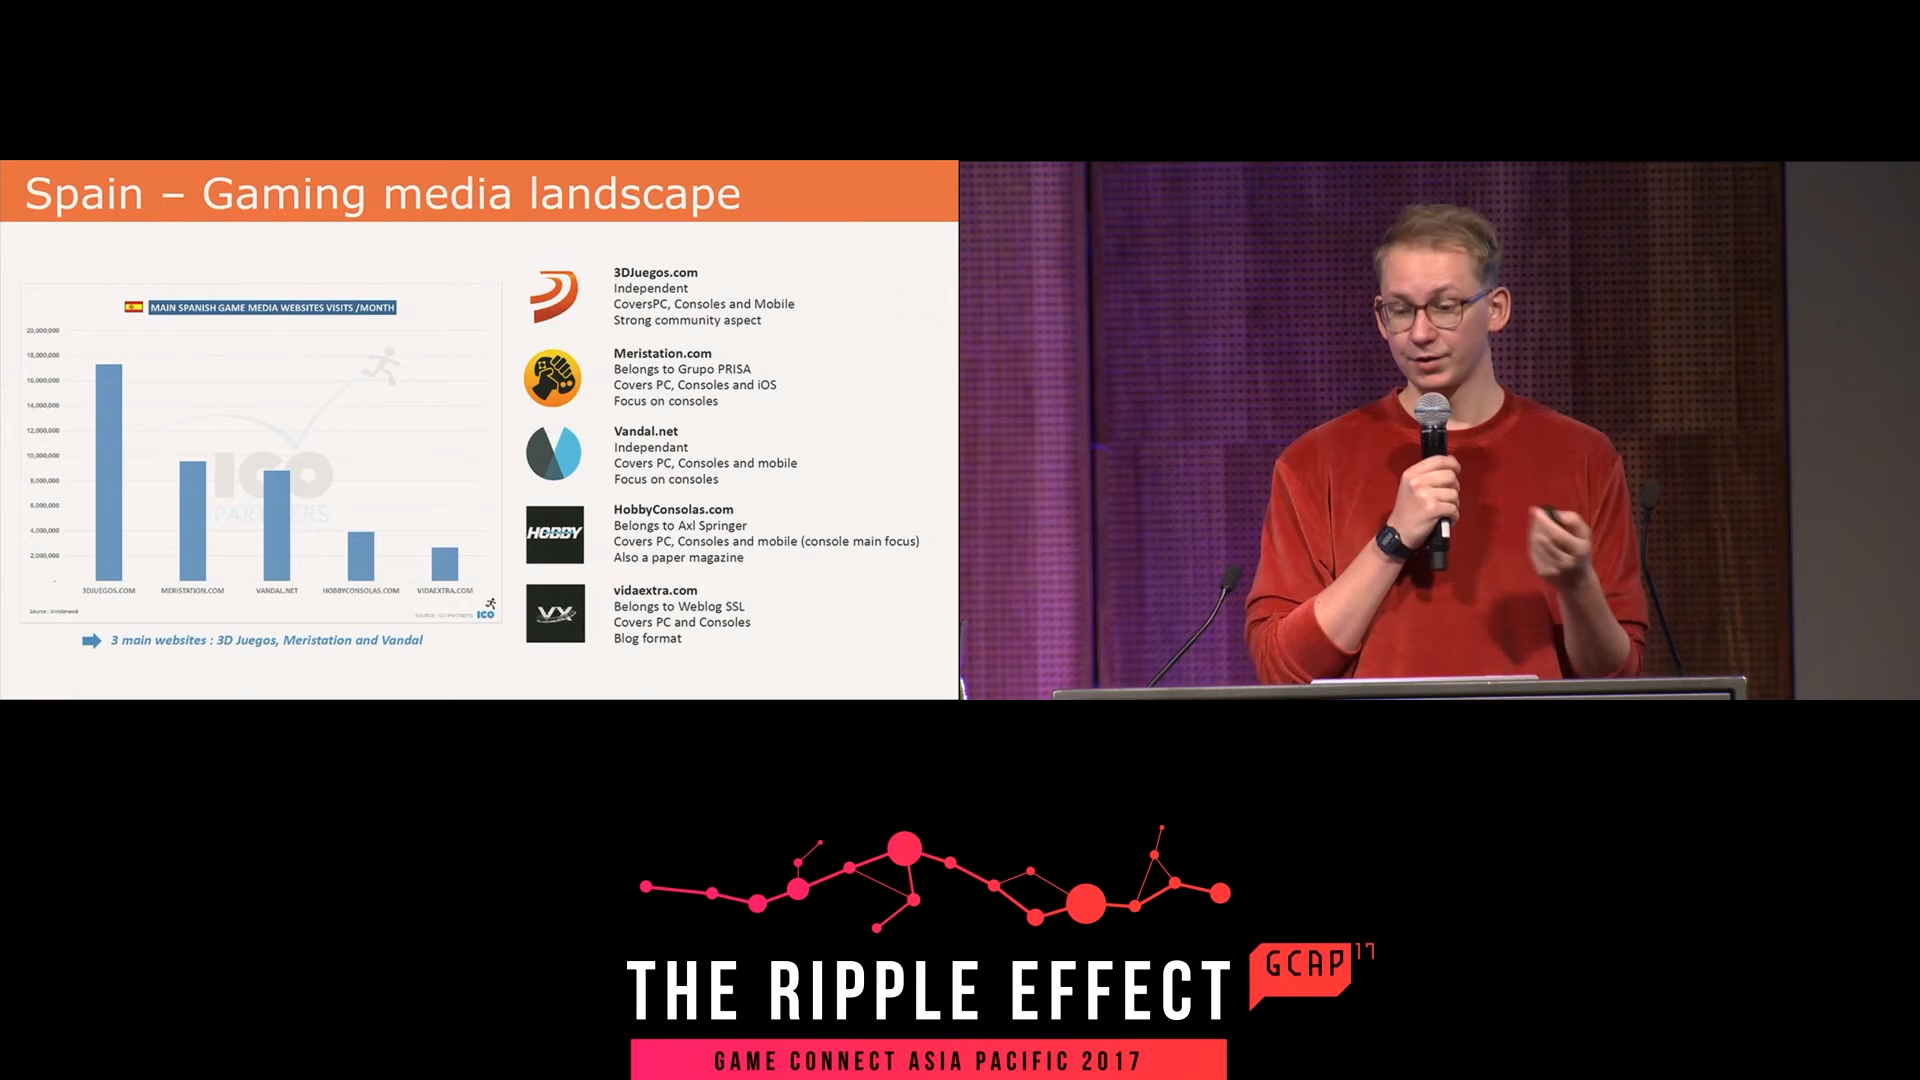 Spain – Gaming media landscape
MAIN SPANISH GAME MEDIA WEBSITES VISITS /MONTH
20,000,000
18,000,000
16,000,000
14,000,000
12,000,000
10,000,000
8,000,000
6,000,000
4,000,000
2,000,000
-
ICO
PARTNERS
3DJUEGOS.COM
MERISTATION.COM
VANDAL.NET
HOBBYCONSOLAS.COM
VIDAEXTRA.COM
Source : Similarweb
SOURCE : ICO PARTNERS
ICO
3 main websites : 3D Juegos, Meristation and Vandal
3DJuegos.com
Independent
CoversPC, Consoles and Mobile
Strong community aspect
Meristation.com
Belongs to Grupo PRISA
Covers PC, Consoles and iOS
Focus on consoles
Vandal.net
Independant
Covers PC, Consoles and mobile
Focus on consoles
HOBBY
HobbyConsolas.com
Belongs to Axl Springer
Covers PC, Consoles and mobile (console main focus)
Also a paper magazine
VX
vidaextra.com
Belongs to Weblog SSL
Covers PC and Consoles
Blog format
THE RIPPLE EFFECT
GCAP 17
GAME CONNECT ASIA PACIFIC 2017